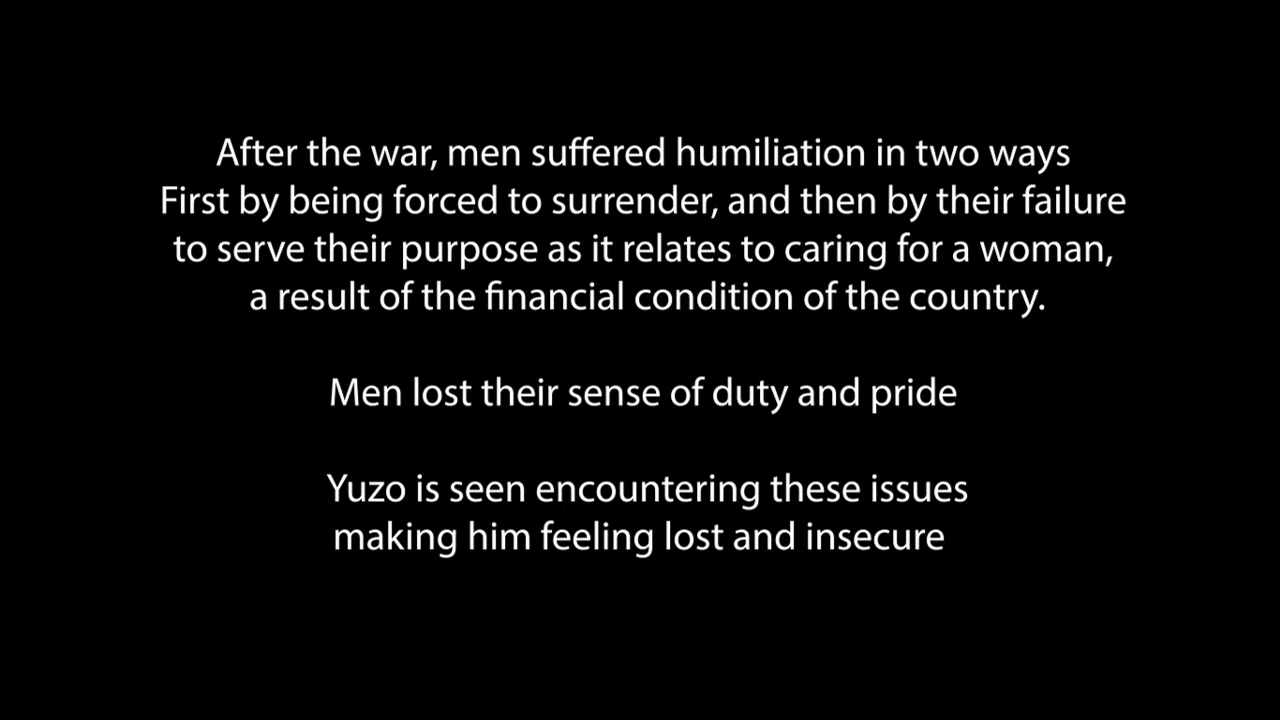 After the war, men suffered humiliation in two ways
First by being forced to surrender, and then by their failure
to serve their purpose as it relates to caring for a woman,
a result of the financial condition of the country.
Men lost their sense of duty and pride
Yuzo is seen encountering these issues
making him feeling lost and insecure